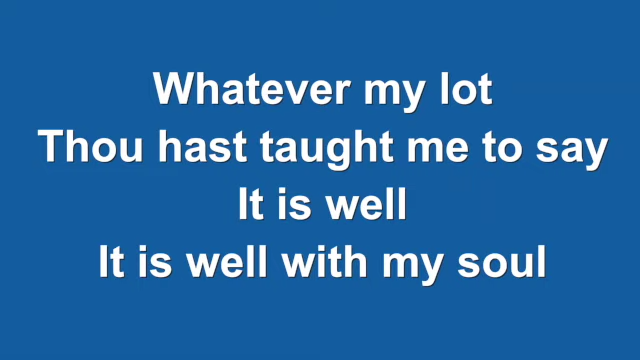 Whatever my lot
Thou hast taught me to say
It is well
It is well with my soul